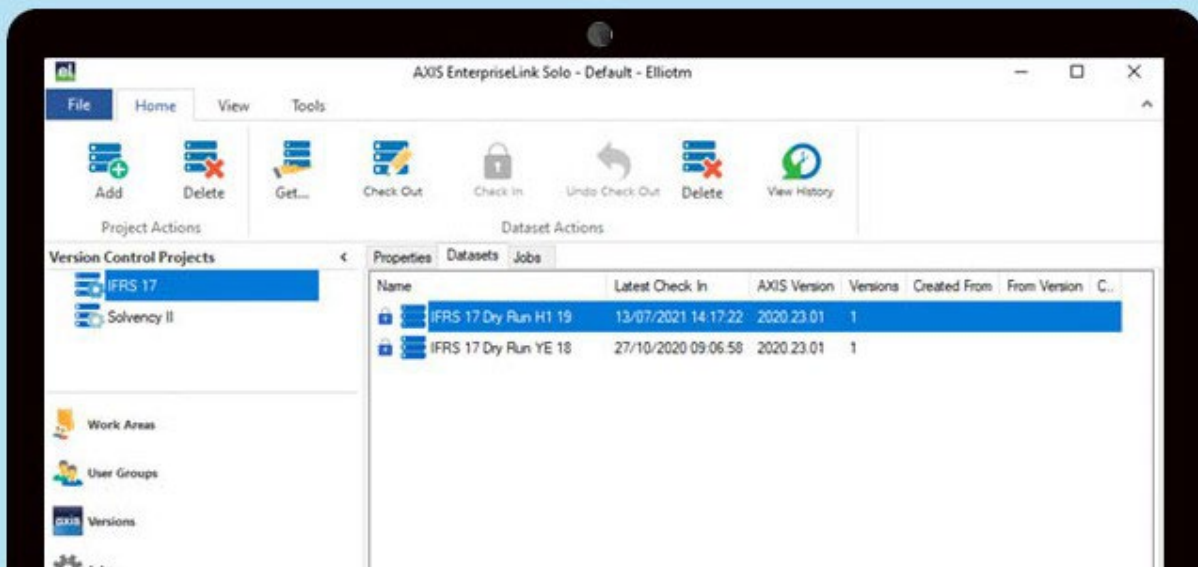 el
AXIS EnterpriseLink Solo - Default - Elliotm
File Home View Tools
Add Delete Get... Check Out Check In Undo Check Out Delete View History
Project Actions Dataset Actions
Version Control Projects Properties Datasets Jobs
IFRS 17
Solvency II
Name Latest Check In AXIS Version Versions Created From From Version C..
IFRS 17 Dry Run H1 19 13/07/2021 14:17:22 2020.23.01 1
IFRS 17 Dry Run YE 18 27/10/2020 09:06:58 2020.23.01 1
Work Areas
User Groups
axis Versions